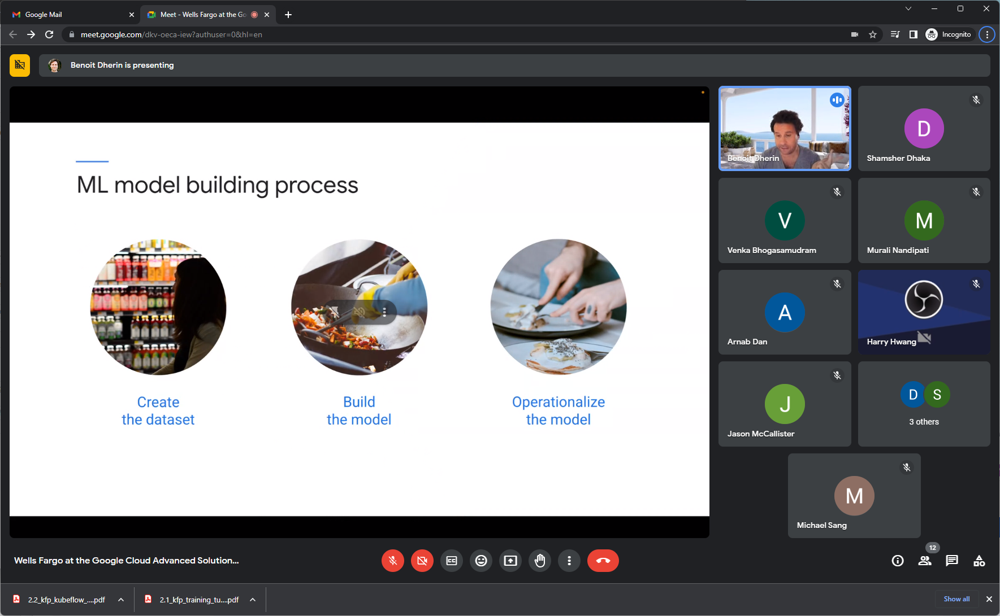 Google Mail
Meet - Wells Fargo at the Go
meet.google.com/dkv-oeca-iew?authuser=0&hl=en
Incognito
Benoit Dherin is presenting
ML model building process
Create
the dataset
Build
the model
Operationalize
the model
Benoit Dherin
D
Shamsher Dhaka
V
Venka Bhogasamudram
M
Murali Nandipati
A
Arnab Dan
Harry Hwang
J
Jason McCallister
D S
3 others
M
Michael Sang
Wells Fargo at the Google Cloud Advanced Solution...
CC
12
2.2_kfp_kubeflow_....pdf
2.1_kfp_training_tu....pdf
Show all